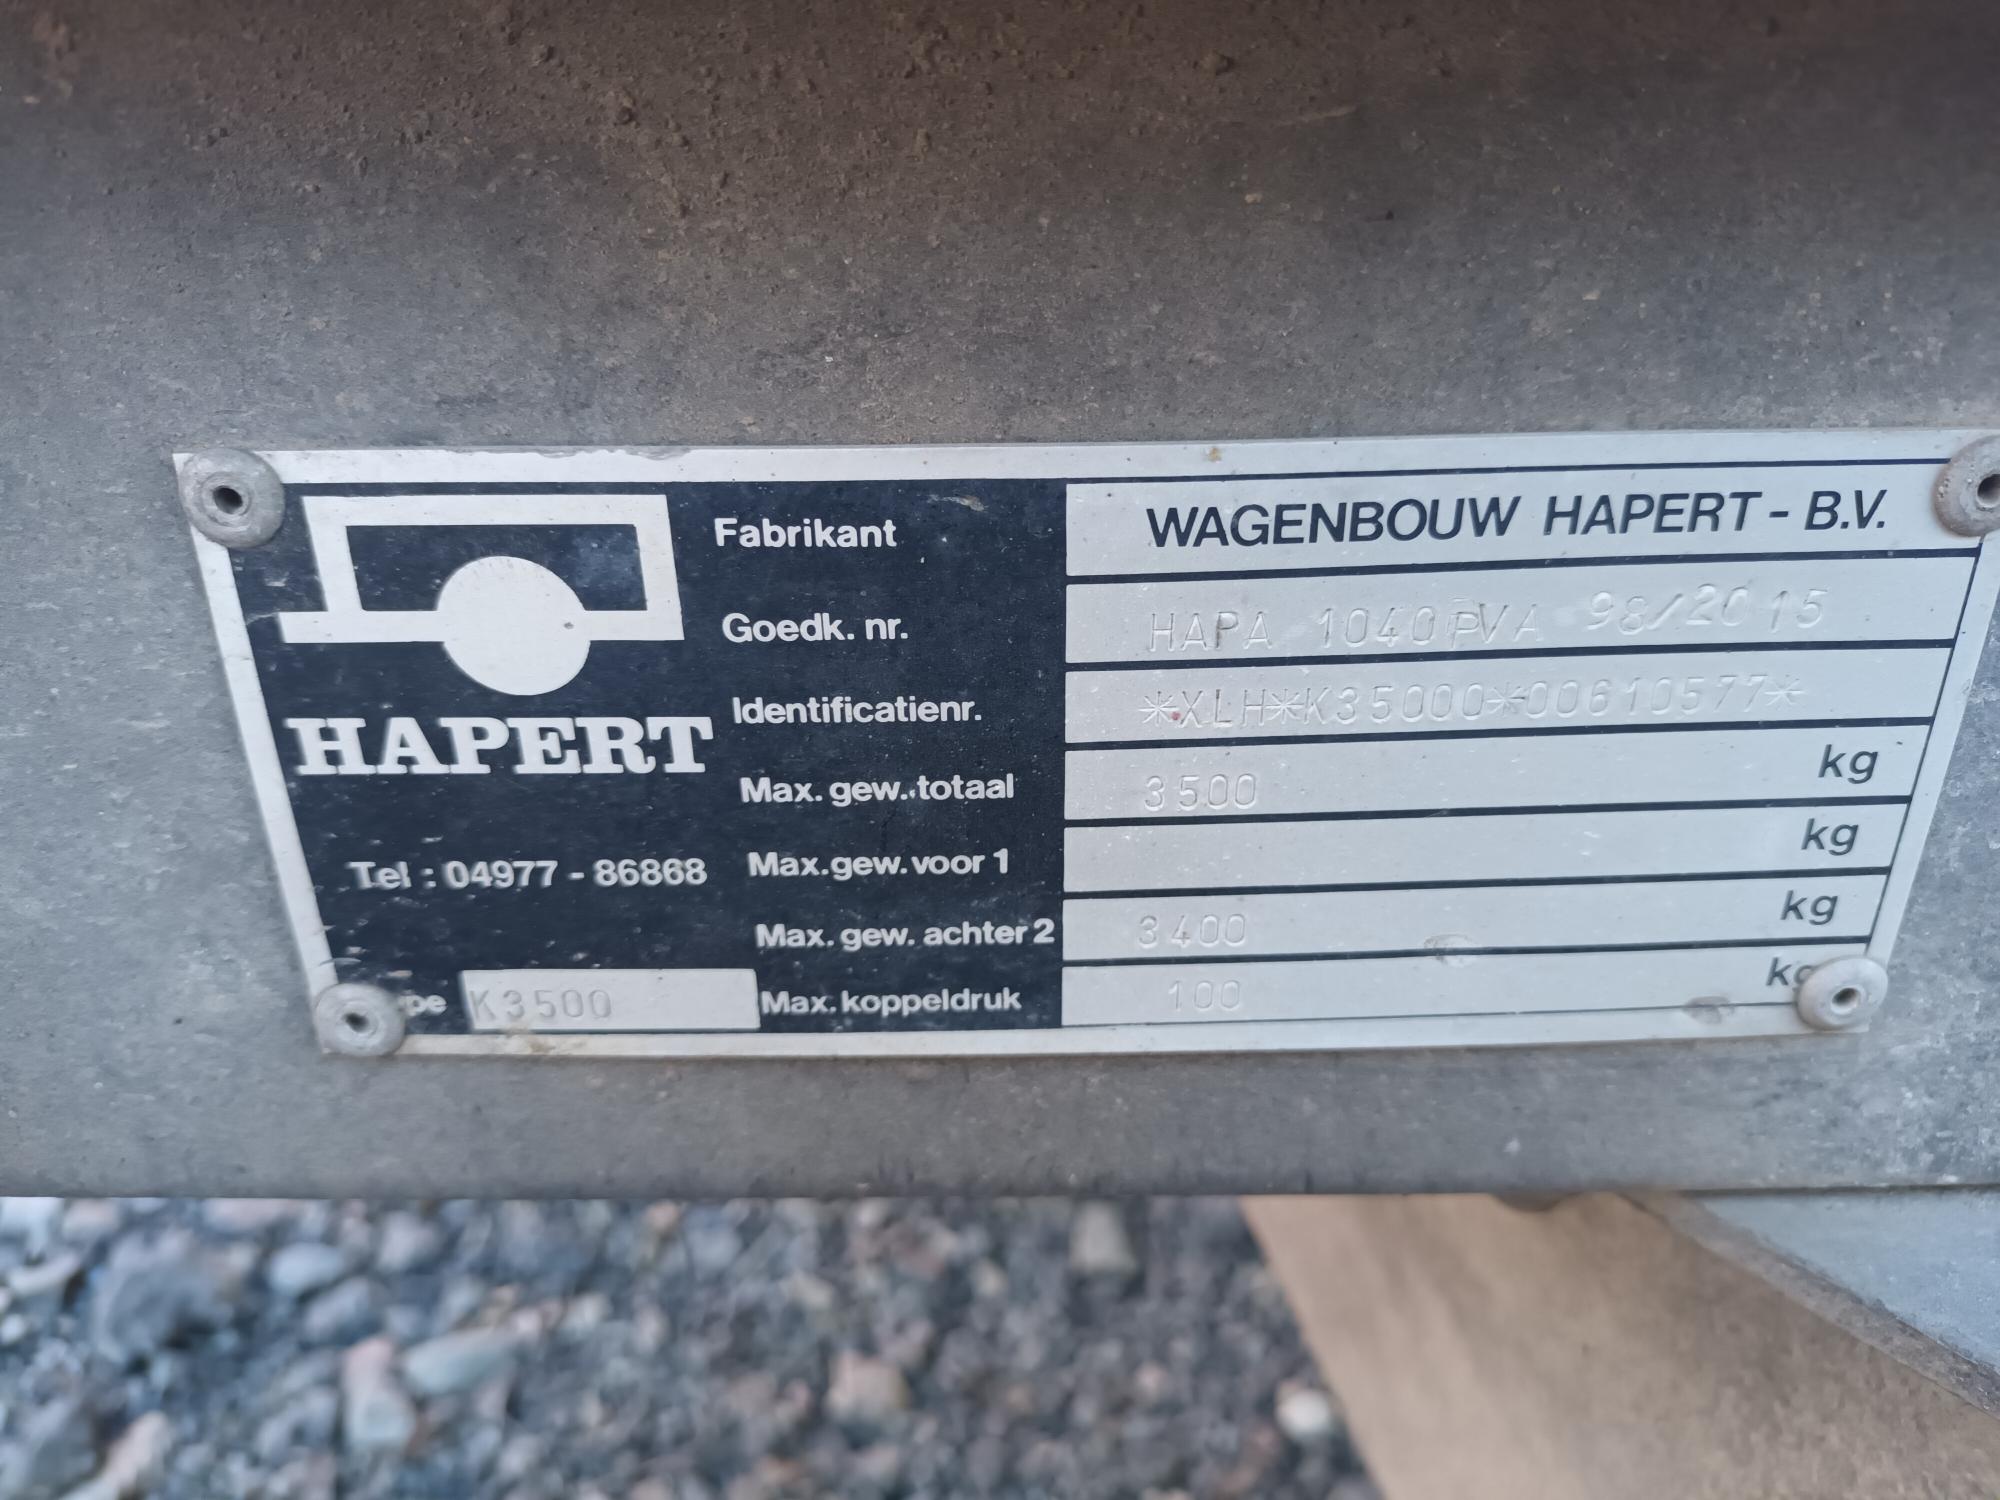 HAPERT
Tel : 04977 - 86868
K3500
Fabrikant WAGENBOUW HAPERT - B.V.
Goedk. nr. HAPA 1040 VA 98/2015
Identificatienr. *XLH*K35000*00610577*
Max. gew. totaal 3500 kg
Max. gew. voor 1 kg
Max. gew. achter 2 3400 kg
Max. koppeldruk 100